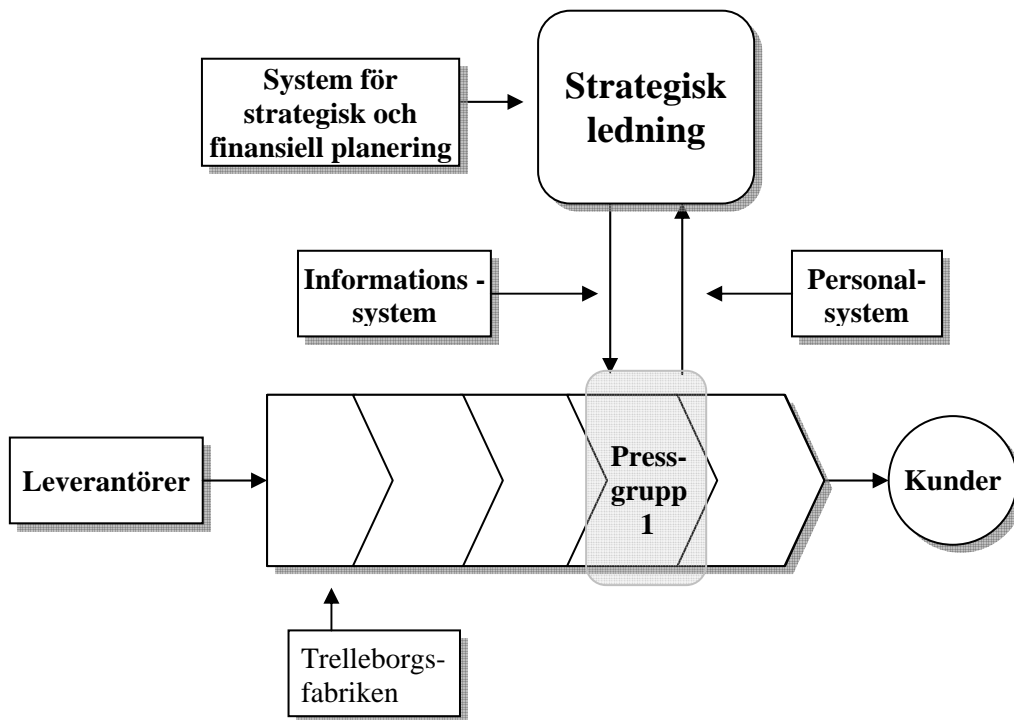 System för
strategisk och
finansiell planering
Strategisk
ledning
Informations -
system
Personal-
system
Leverantörer
Press-
grupp
1
Kunder
Trelleborgs-
fabriken